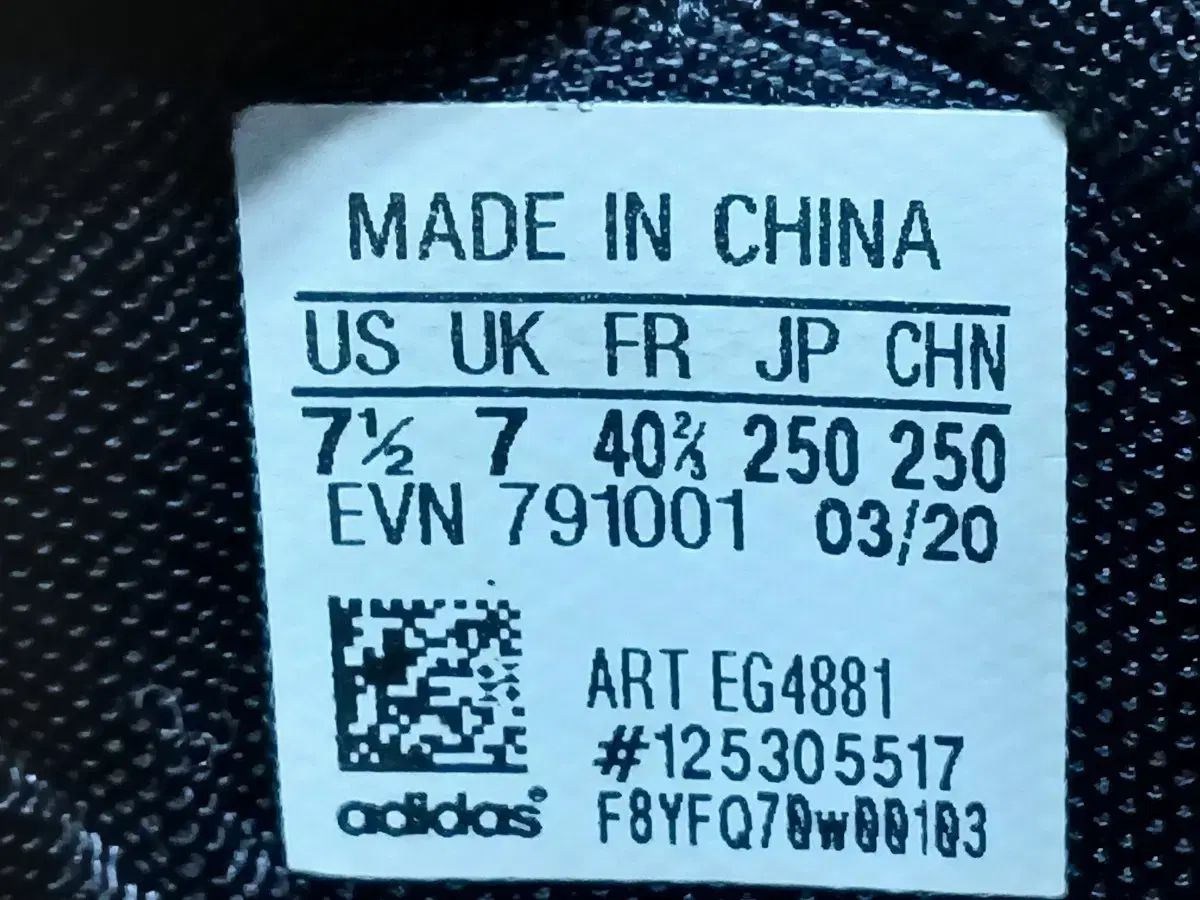 MADE IN CHINA
US UK FR JP CHN
7½ 7 40⅔ 250 250
EVN 791001 03/20
ART EG4881
#125305517
adidas® F8YFQ70w00103